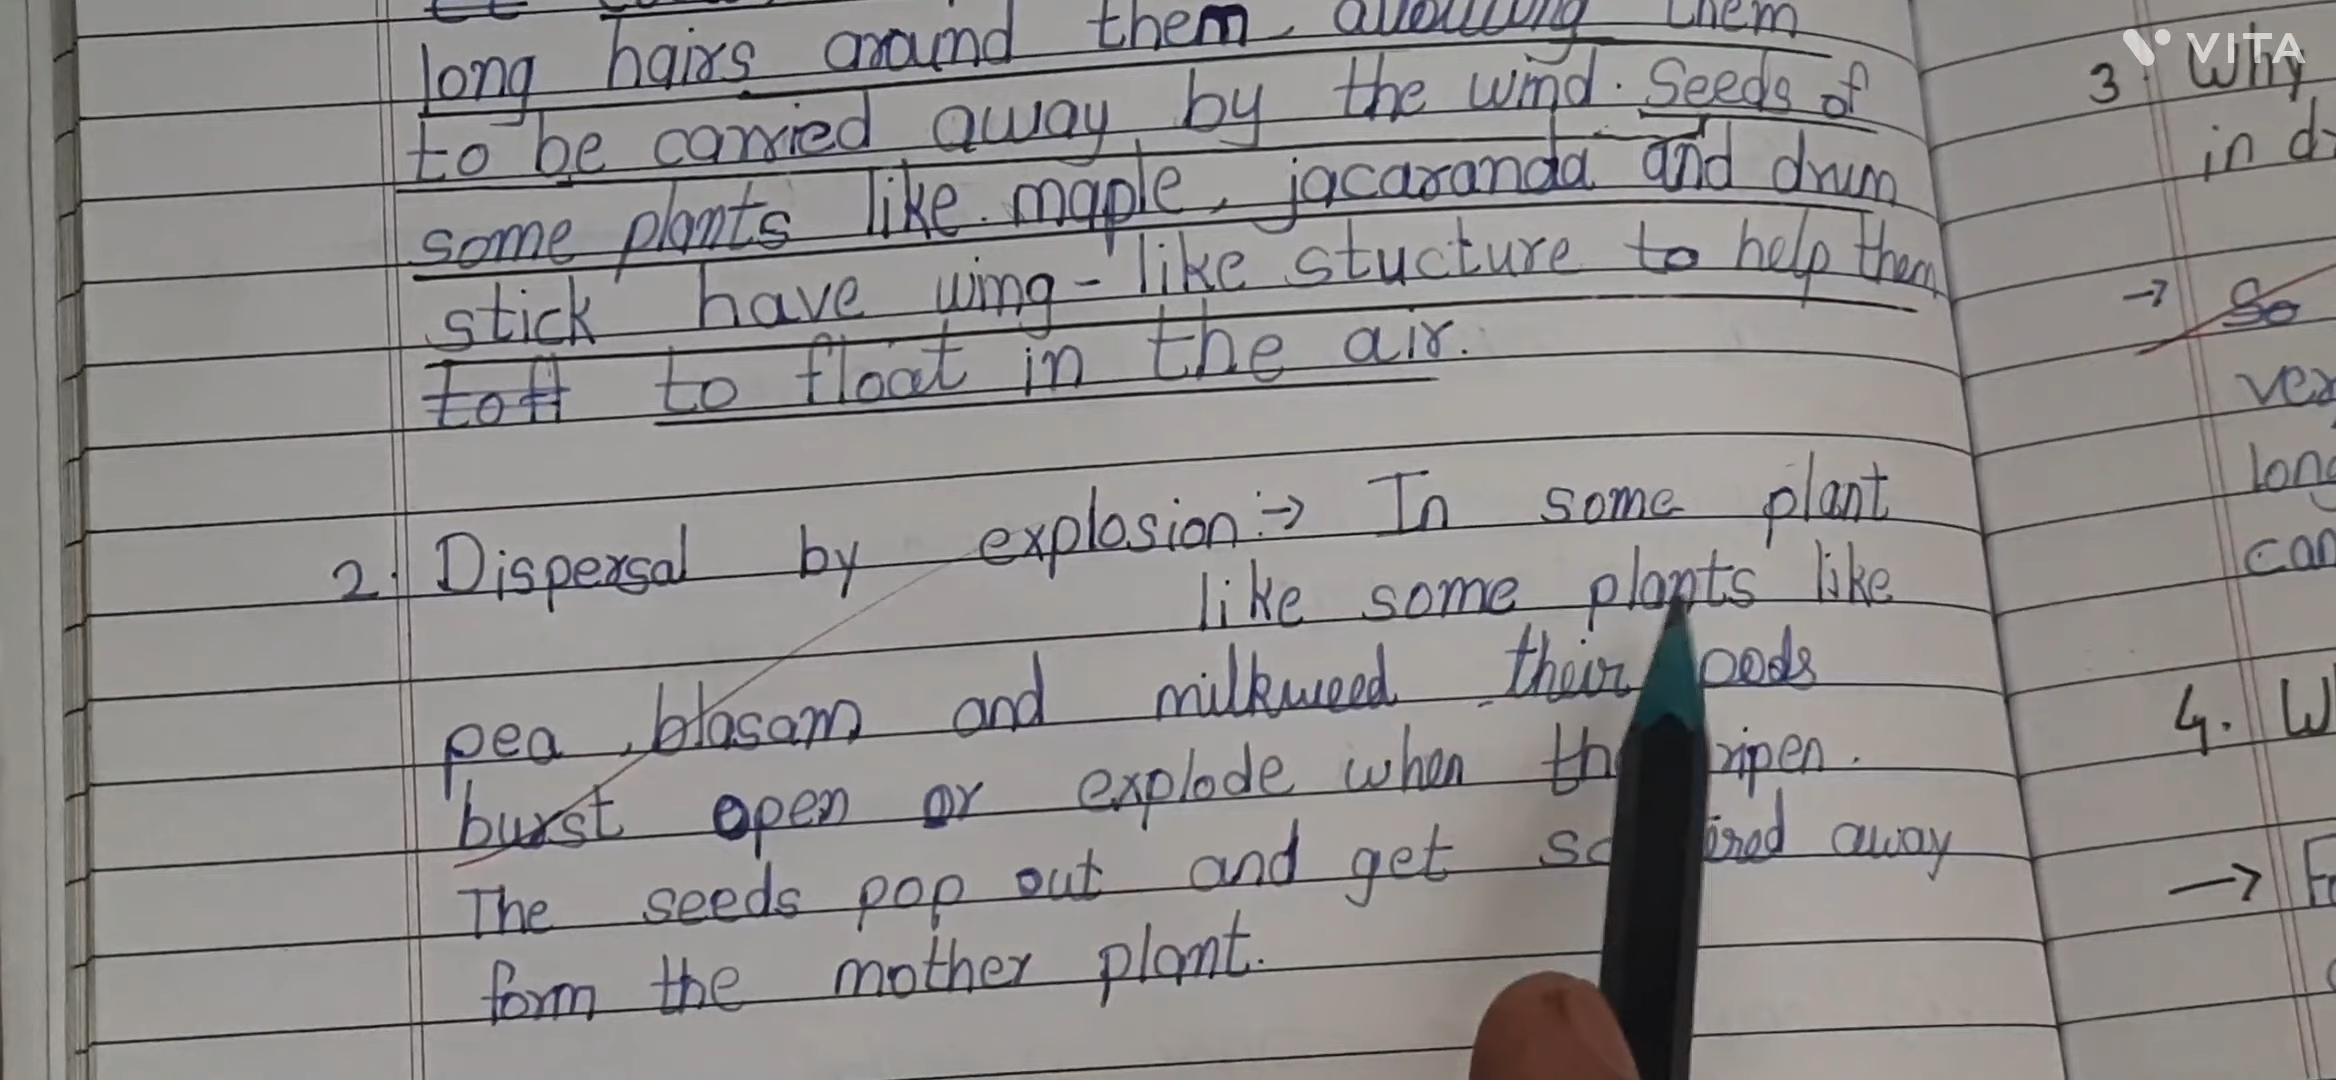 long hairs around them, allowing them
to be carried away by the wind. Seeds of
some plants like maple, jacaranda and drum
stick have wing-like stucture to help them
to float in the air.
2. Dispersal by explosion :→ In some plant
like some plants like
pea, blasam and milkweed their pods
burst open or explode when ripen.
The seeds pop out and get away
form the mother plant.
VITA
3. Why
in
→ So
long
can
4.
→